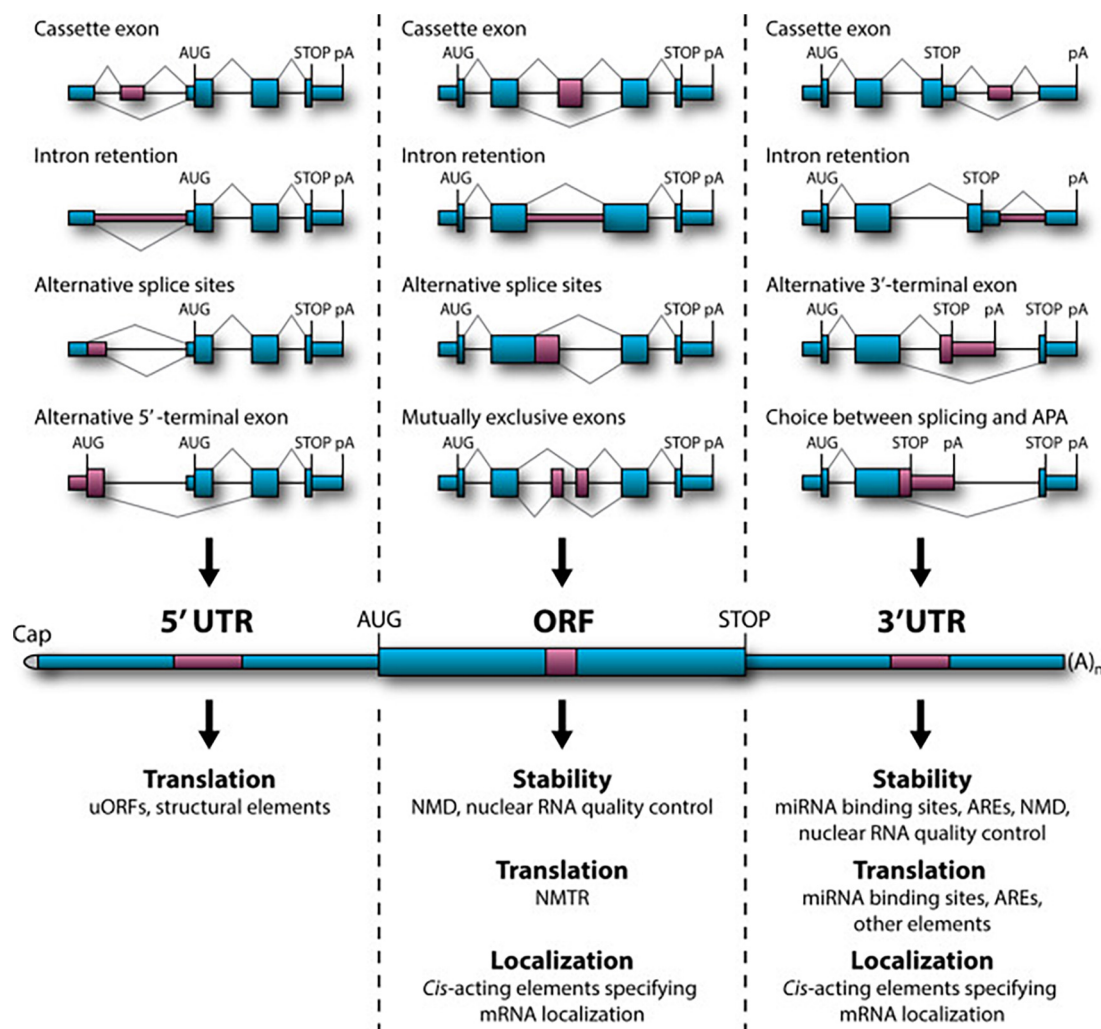 Cassette exon
AUG STOP pA
Intron retention
AUG STOP pA
Alternative splice sites
AUG STOP pA
Alternative 5′-terminal exon
AUG AUG STOP pA
Cassette exon
AUG STOP pA
Intron retention
AUG STOP pA
Alternative splice sites
AUG STOP pA
Mutually exclusive exons
AUG STOP pA
Cassette exon
AUG STOP pA
Intron retention
AUG STOP pA
Alternative 3′-terminal exon
AUG STOP pA STOP pA
Choice between splicing and APA
AUG STOP pA STOP pA
5′ UTR AUG ORF STOP 3′UTR
Cap
(A)n
Translation
uORFs, structural elements
Stability
NMD, nuclear RNA quality control
Translation
NMTR
Localization
Cis-acting elements specifying
mRNA localization
Stability
miRNA binding sites, AREs, NMD,
nuclear RNA quality control
Translation
miRNA binding sites, AREs,
other elements
Localization
Cis-acting elements specifying
mRNA localization